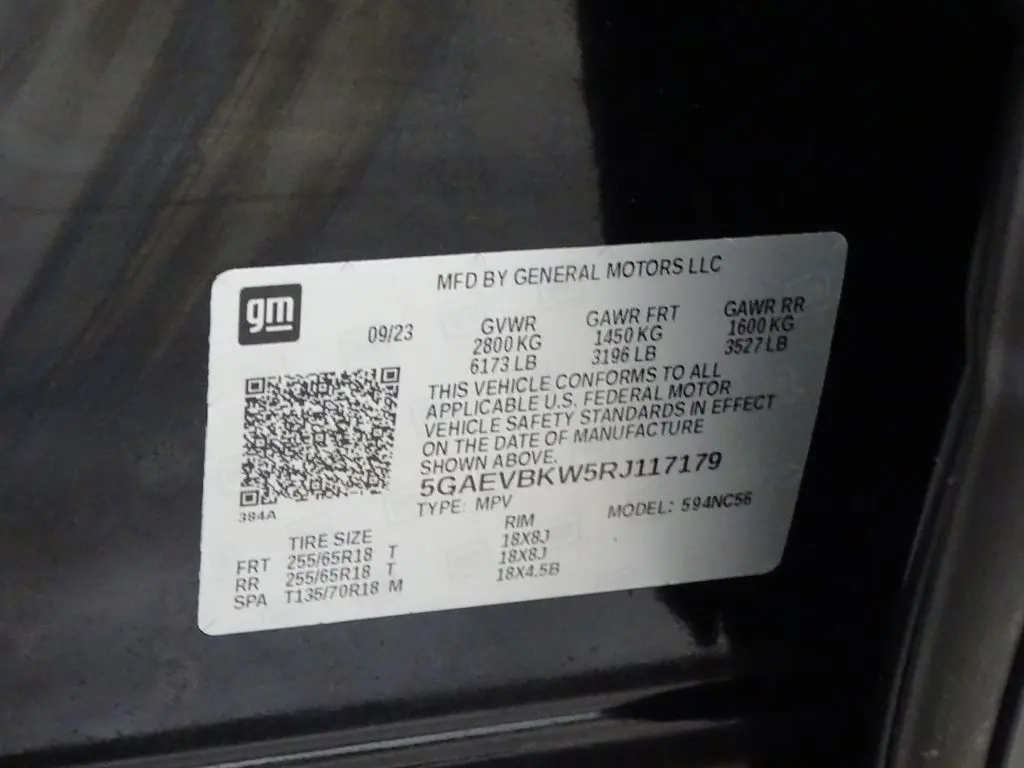 MFD BY GENERAL MOTORS LLC
gm
09/23
GVWR GAWR FRT GAWR RR
2800 KG 1450 KG 1600 KG
6173 LB 3196 LB 3527 LB
THIS VEHICLE CONFORMS TO ALL
APPLICABLE U.S. FEDERAL MOTOR
VEHICLE SAFETY STANDARDS IN EFFECT
ON THE DATE OF MANUFACTURE
SHOWN ABOVE.
5GAEVBKW5RJ117179
TYPE: MPV MODEL: 594NC56
384A
TIRE SIZE RIM
FRT 255/65R18 T 18X8J
RR 255/65R18 T 18X8J
SPA T135/70R18 M 18X4.5B